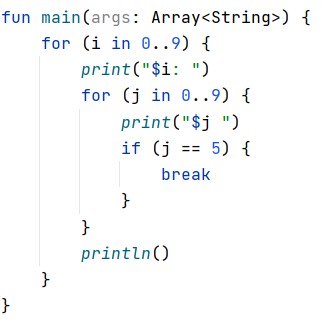 fun main(args: Array<String>) {
    for (i in 0..9) {
        print("$i: ")
        for (j in 0..9) {
            print("$j ")
            if (j == 5) {
                break
            }
        }
        println()
    }
}